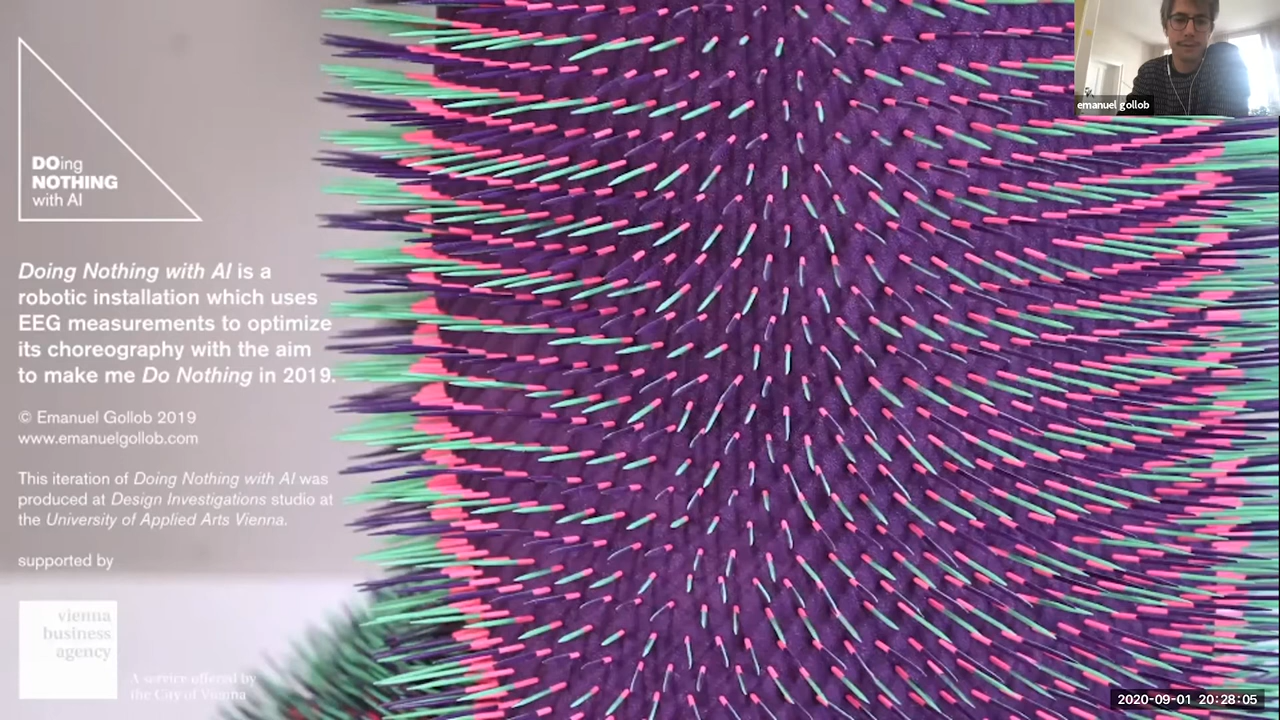 emanuel gollob
DOing
NOTHING
with AI
Doing Nothing with AI is a
robotic installation which uses
EEG measurements to optimize
its choreography with the aim
to make me Do Nothing in 2019.
© Emanuel Gollob 2019
www.emanuelgollob.com
This iteration of Doing Nothing with AI was
produced at Design Investigations studio at
the University of Applied Arts Vienna.
supported by
vienna
business
agency
A service offered by
the City of Vienna
2020-09-01 20:28:05